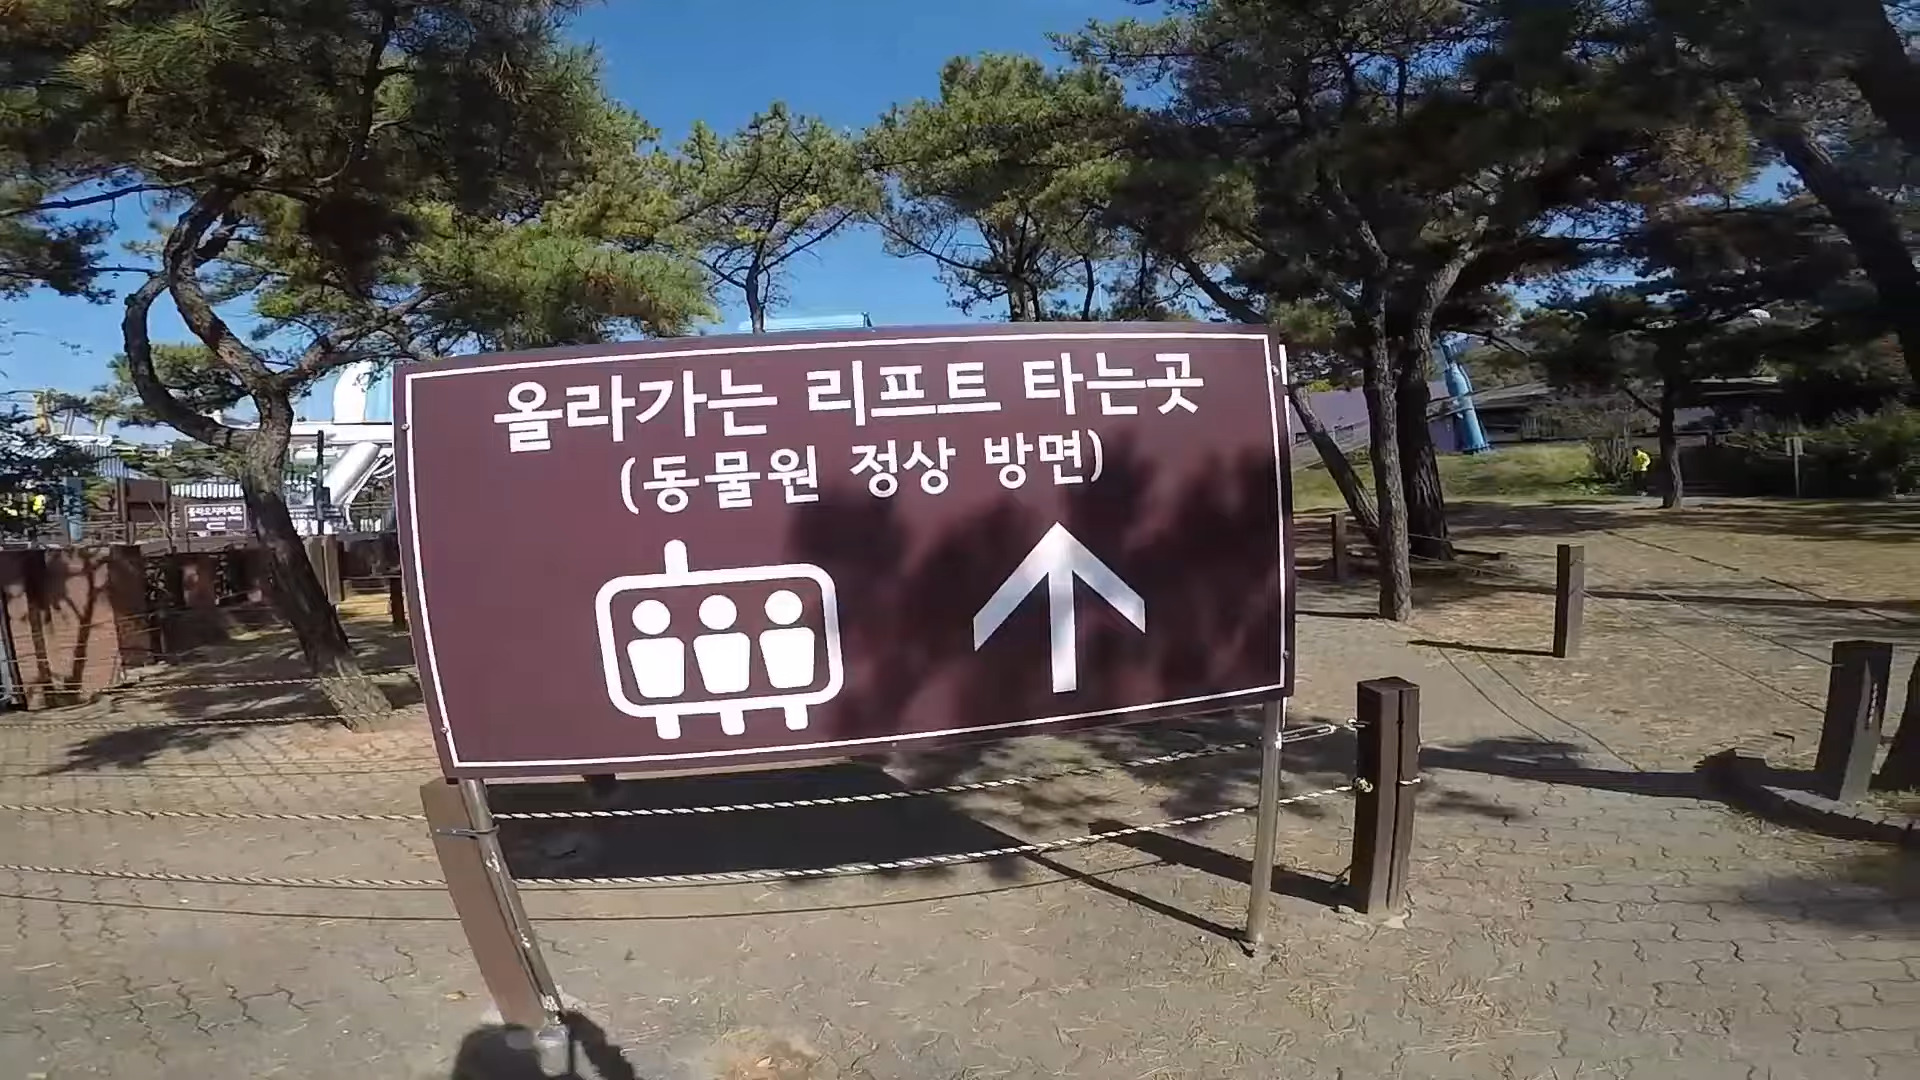 올라가는 리프트 타는곳
(동물원 정상 방면)